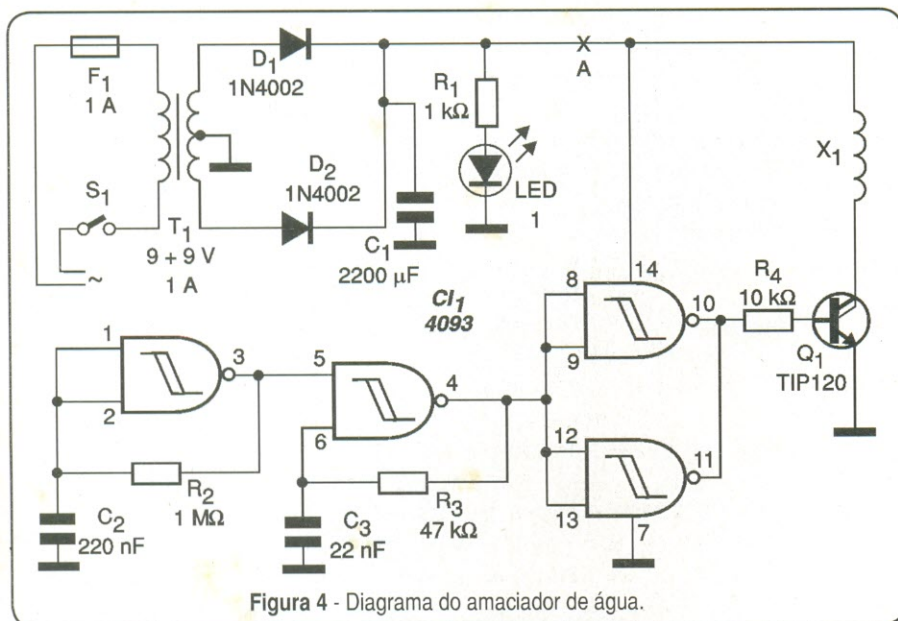 F1
1 A
S1
~
T1
9 + 9 V
1 A
D1
1N4002
D2
1N4002
C1
2200 µF
R1
1 kΩ
LED
1
X
A
X1
CI1
4093
1
2
3
R2
1 MΩ
C2
220 nF
5
6
4
R3
47 kΩ
C3
22 nF
8
9
14
10
12
13
11
7
R4
10 kΩ
Q1
TIP120
Figura 4 - Diagrama do amaciador de água.